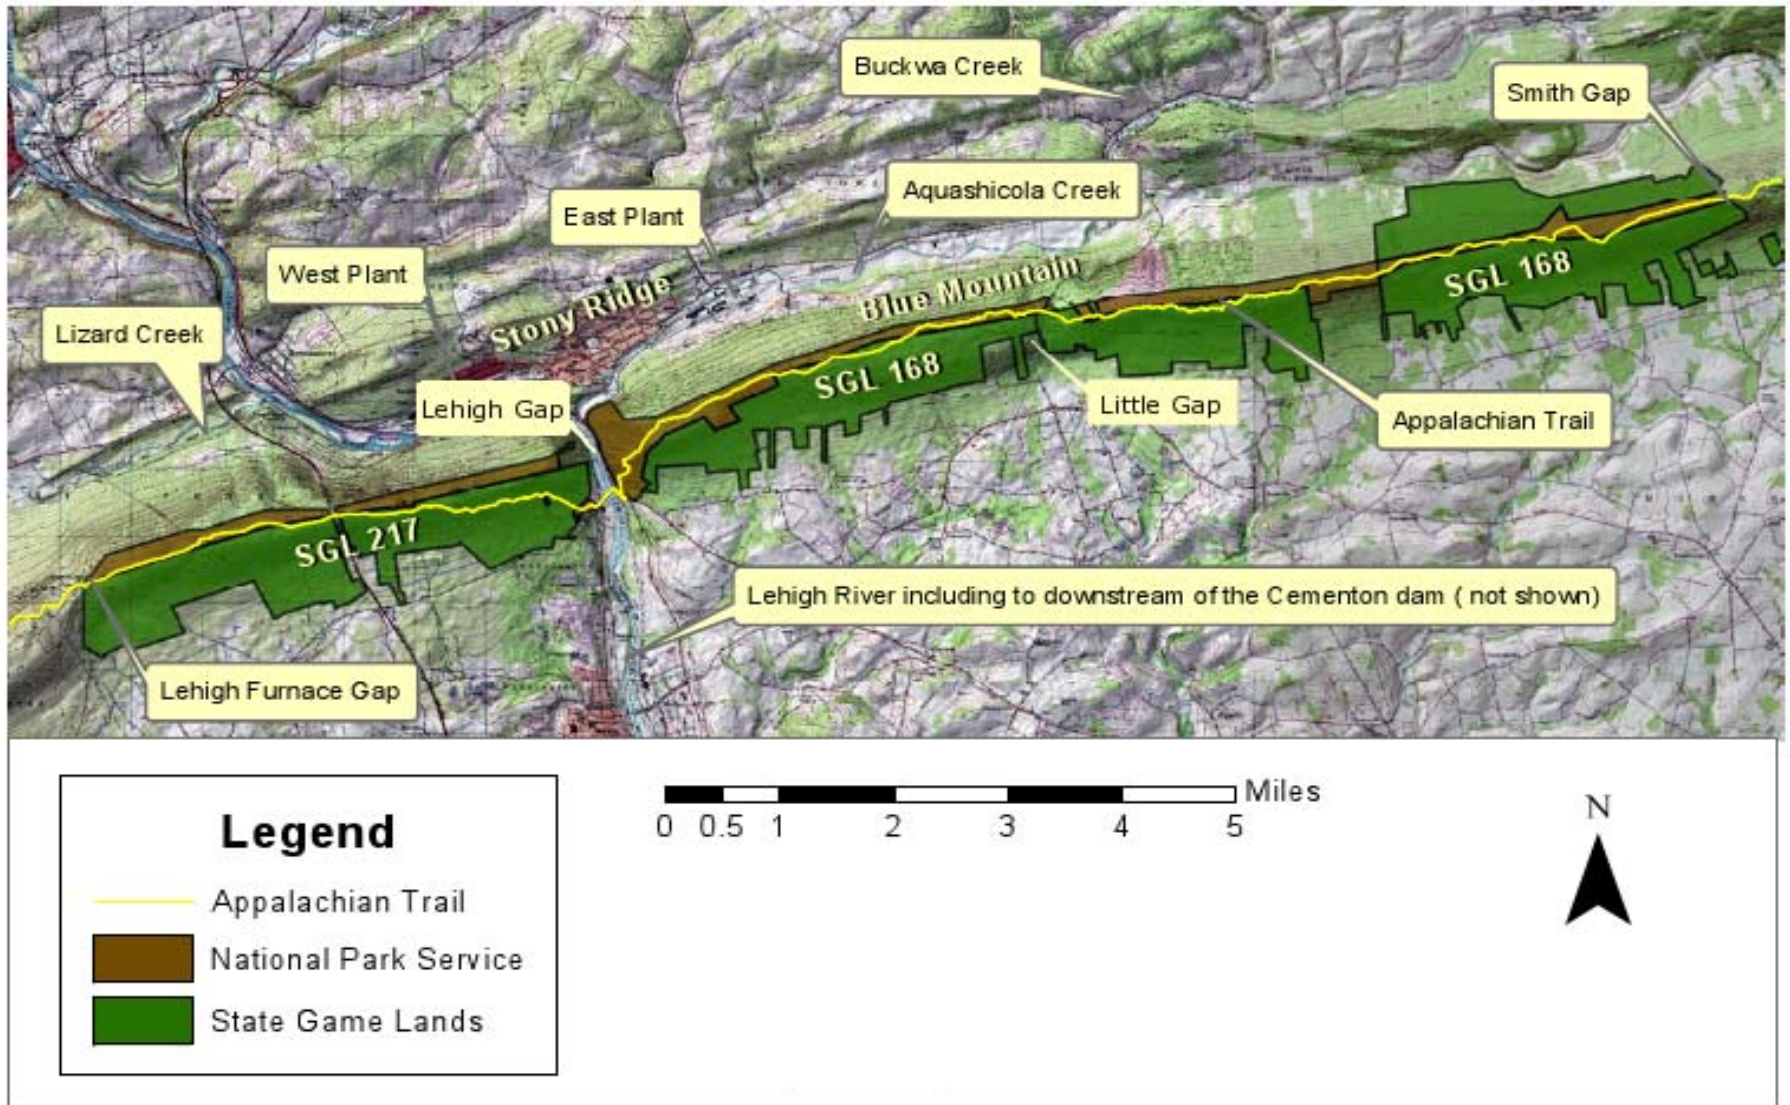 Buckwa Creek
Smith Gap
Aquashicola Creek
East Plant
West Plant
Stony Ridge
Blue Mountain
SGL 168
Lizard Creek
Lehigh Gap
SGL 168
Little Gap
Appalachian Trail
SGL 217
Lehigh River including to downstream of the Cementon dam ( not shown)
Lehigh Furnace Gap
Legend
Appalachian Trail
National Park Service
State Game Lands
Miles
0 0.5 1 2 3 4 5
N